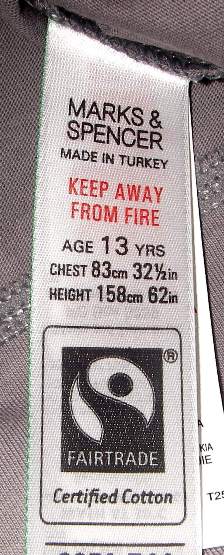 MARKS &
SPENCER
MADE IN TURKEY
KEEP AWAY
FROM FIRE
AGE 13 YRS
CHEST 83cm 32½in
HEIGHT 158cm 62in
®
FAIRTRADE
Certified Cotton
T25